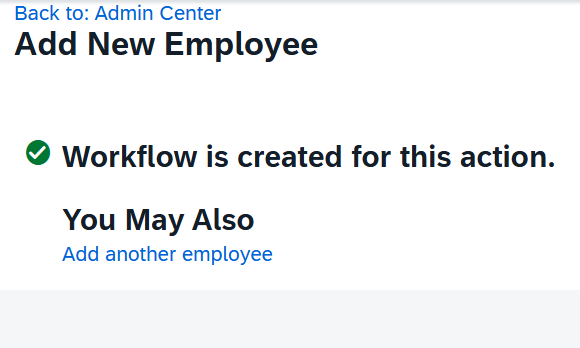 Back to: Admin Center
Add New Employee
Workflow is created for this action.
You May Also
Add another employee